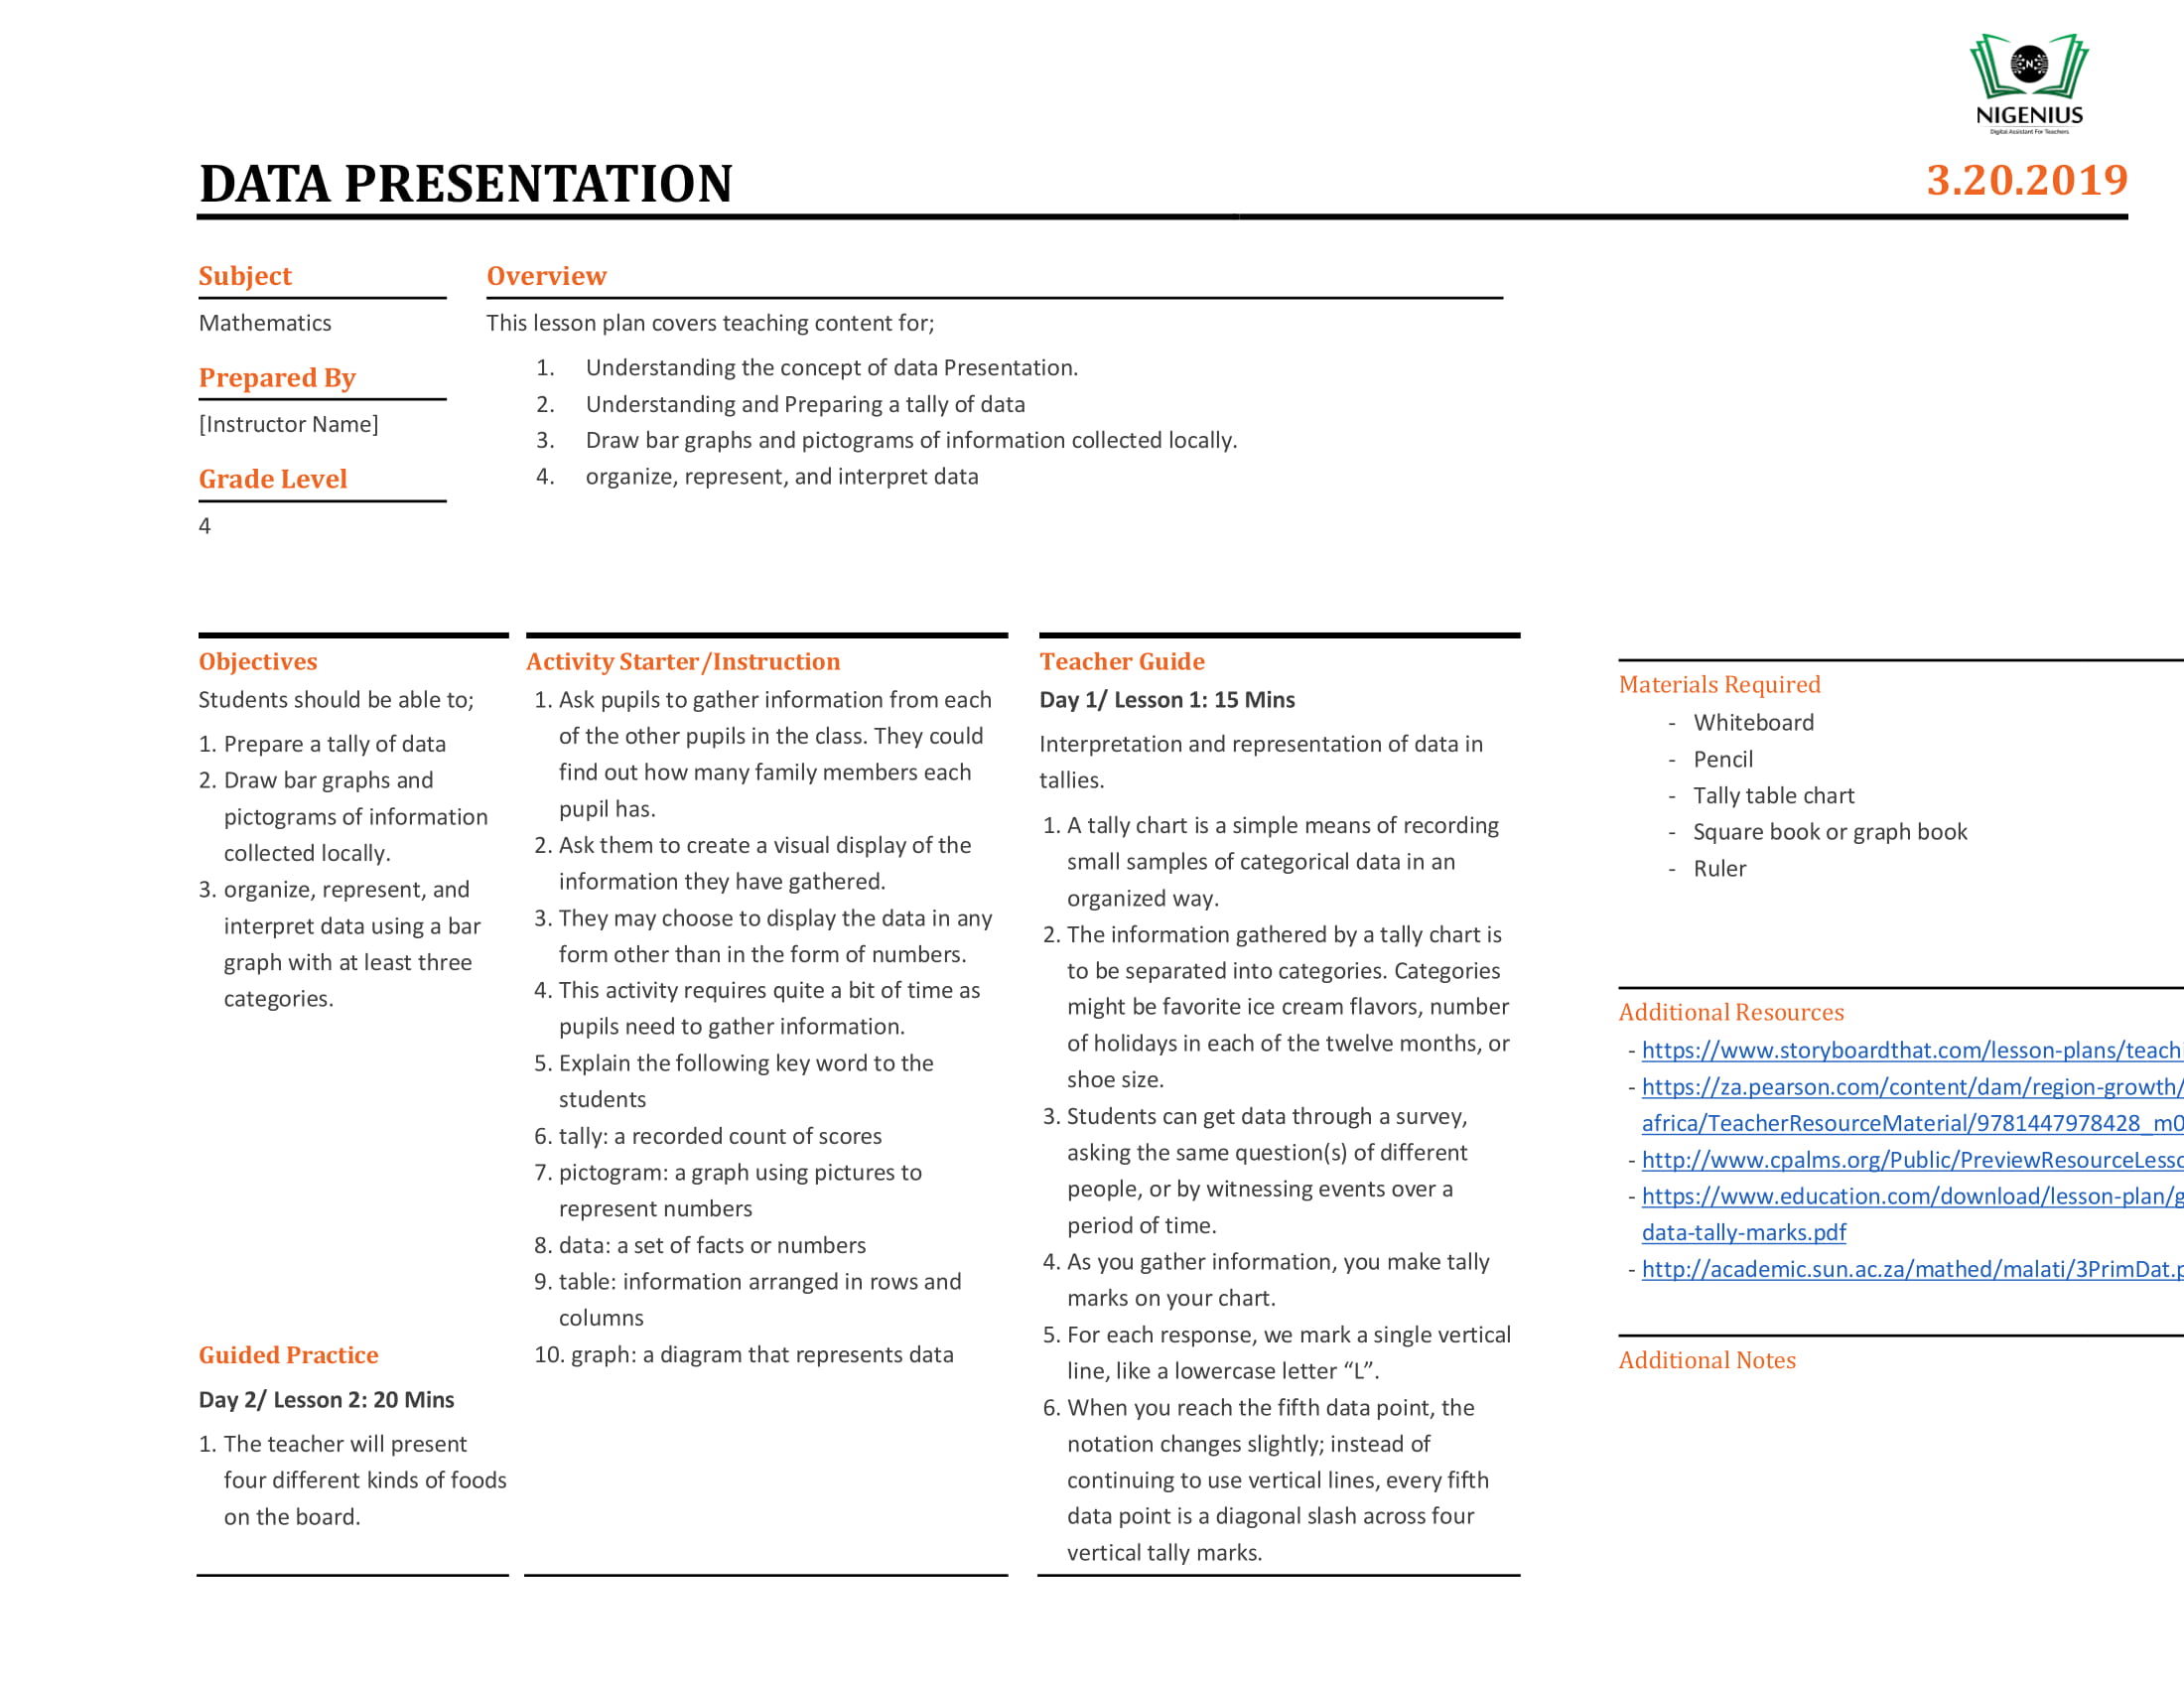 NIGENIUS
Digital Assistant For Teachers
DATA PRESENTATION
3.20.2019
Subject
Mathematics
Prepared By
[Instructor Name]
Grade Level
4
Overview
This lesson plan covers teaching content for;
1. Understanding the concept of data Presentation.
2. Understanding and Preparing a tally of data
3. Draw bar graphs and pictograms of information collected locally.
4. organize, represent, and interpret data
Objectives
Students should be able to;
1. Prepare a tally of data
2. Draw bar graphs and
pictograms of information
collected locally.
3. organize, represent, and
interpret data using a bar
graph with at least three
categories.
Guided Practice
Day 2/ Lesson 2: 20 Mins
1. The teacher will present
four different kinds of foods
on the board.
Activity Starter/Instruction
1. Ask pupils to gather information from each
of the other pupils in the class. They could
find out how many family members each
pupil has.
2. Ask them to create a visual display of the
information they have gathered.
3. They may choose to display the data in any
form other than in the form of numbers.
4. This activity requires quite a bit of time as
pupils need to gather information.
5. Explain the following key word to the
students
6. tally: a recorded count of scores
7. pictogram: a graph using pictures to
represent numbers
8. data: a set of facts or numbers
9. table: information arranged in rows and
columns
10. graph: a diagram that represents data
Teacher Guide
Day 1/ Lesson 1: 15 Mins
Interpretation and representation of data in
tallies.
1. A tally chart is a simple means of recording
small samples of categorical data in an
organized way.
2. The information gathered by a tally chart is
to be separated into categories. Categories
might be favorite ice cream flavors, number
of holidays in each of the twelve months, or
shoe size.
3. Students can get data through a survey,
asking the same question(s) of different
people, or by witnessing events over a
period of time.
4. As you gather information, you make tally
marks on your chart.
5. For each response, we mark a single vertical
line, like a lowercase letter “L”.
6. When you reach the fifth data point, the
notation changes slightly; instead of
continuing to use vertical lines, every fifth
data point is a diagonal slash across four
vertical tally marks.
Materials Required
- Whiteboard
- Pencil
- Tally table chart
- Square book or graph book
- Ruler
Additional Resources
- https://www.storyboardthat.com/lesson-plans/teach
- https://za.pearson.com/content/dam/region-growth/
africa/TeacherResourceMaterial/9781447978428_m0
- http://www.cpalms.org/Public/PreviewResourceLesso
- https://www.education.com/download/lesson-plan/g
data-tally-marks.pdf
- http://academic.sun.ac.za/mathed/malati/3PrimDat.p
Additional Notes